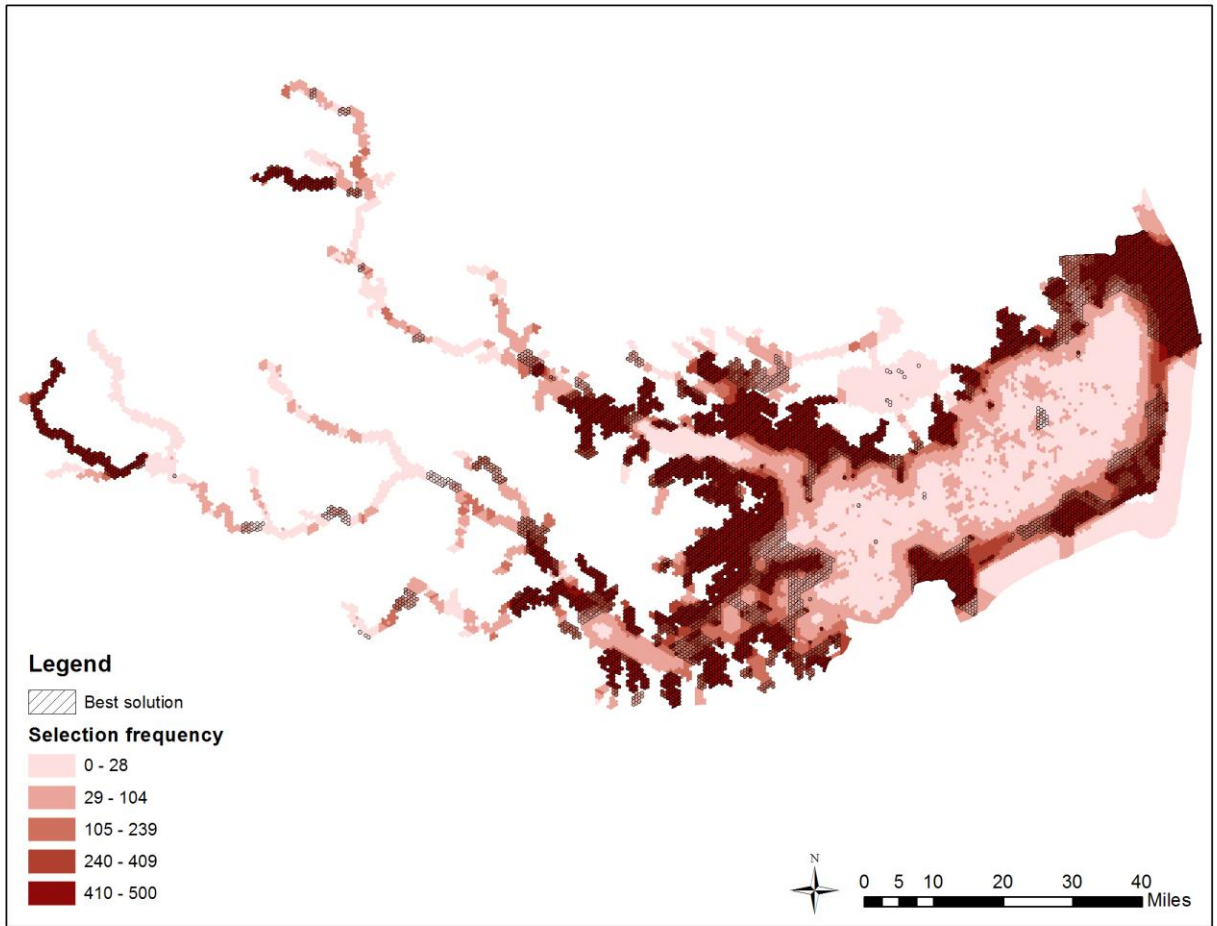 Legend
Best solution
Selection frequency
0 - 28
29 - 104
105 - 239
240 - 409
410 - 500
N
0 5 10 20 30 40
Miles